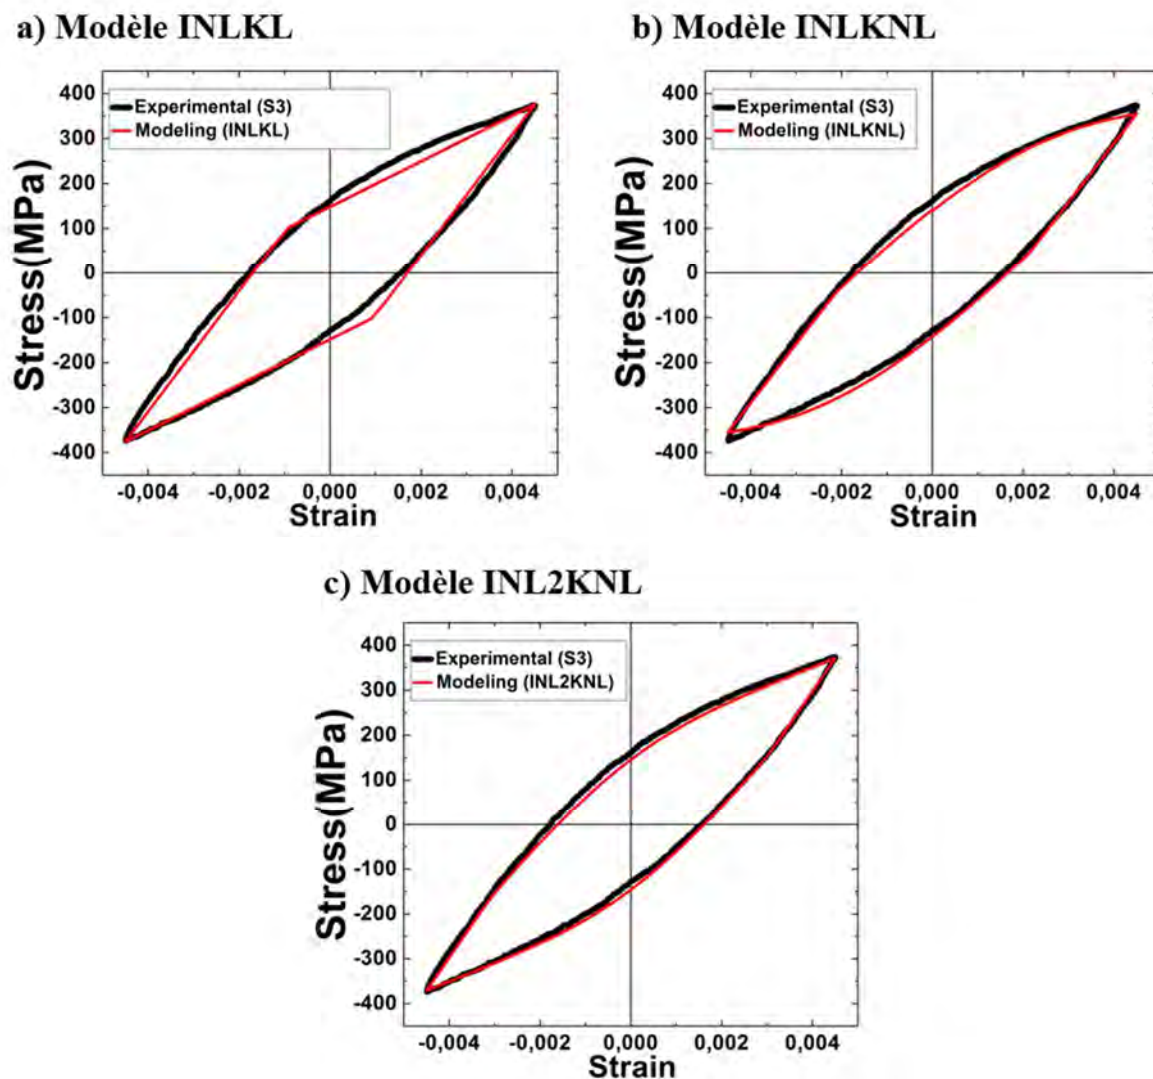 a) Modèle INLKL
400
300
200
100
0
-100
-200
-300
-400
Stress(MPa)
Experimental (S3)
Modeling (INLKL)
-0,004
-0,002
0,000
0,002
0,004
Strain
b) Modèle INLKNL
400
300
200
100
0
-100
-200
-300
-400
Stress(MPa)
Experimental (S3)
Modeling (INLKNL)
-0,004
-0,002
0,000
0,002
0,004
Strain
c) Modèle INL2KNL
400
300
200
100
0
-100
-200
-300
-400
Stress(MPa)
Experimental (S3)
Modeling (INL2KNL)
-0,004
-0,002
0,000
0,002
0,004
Strain